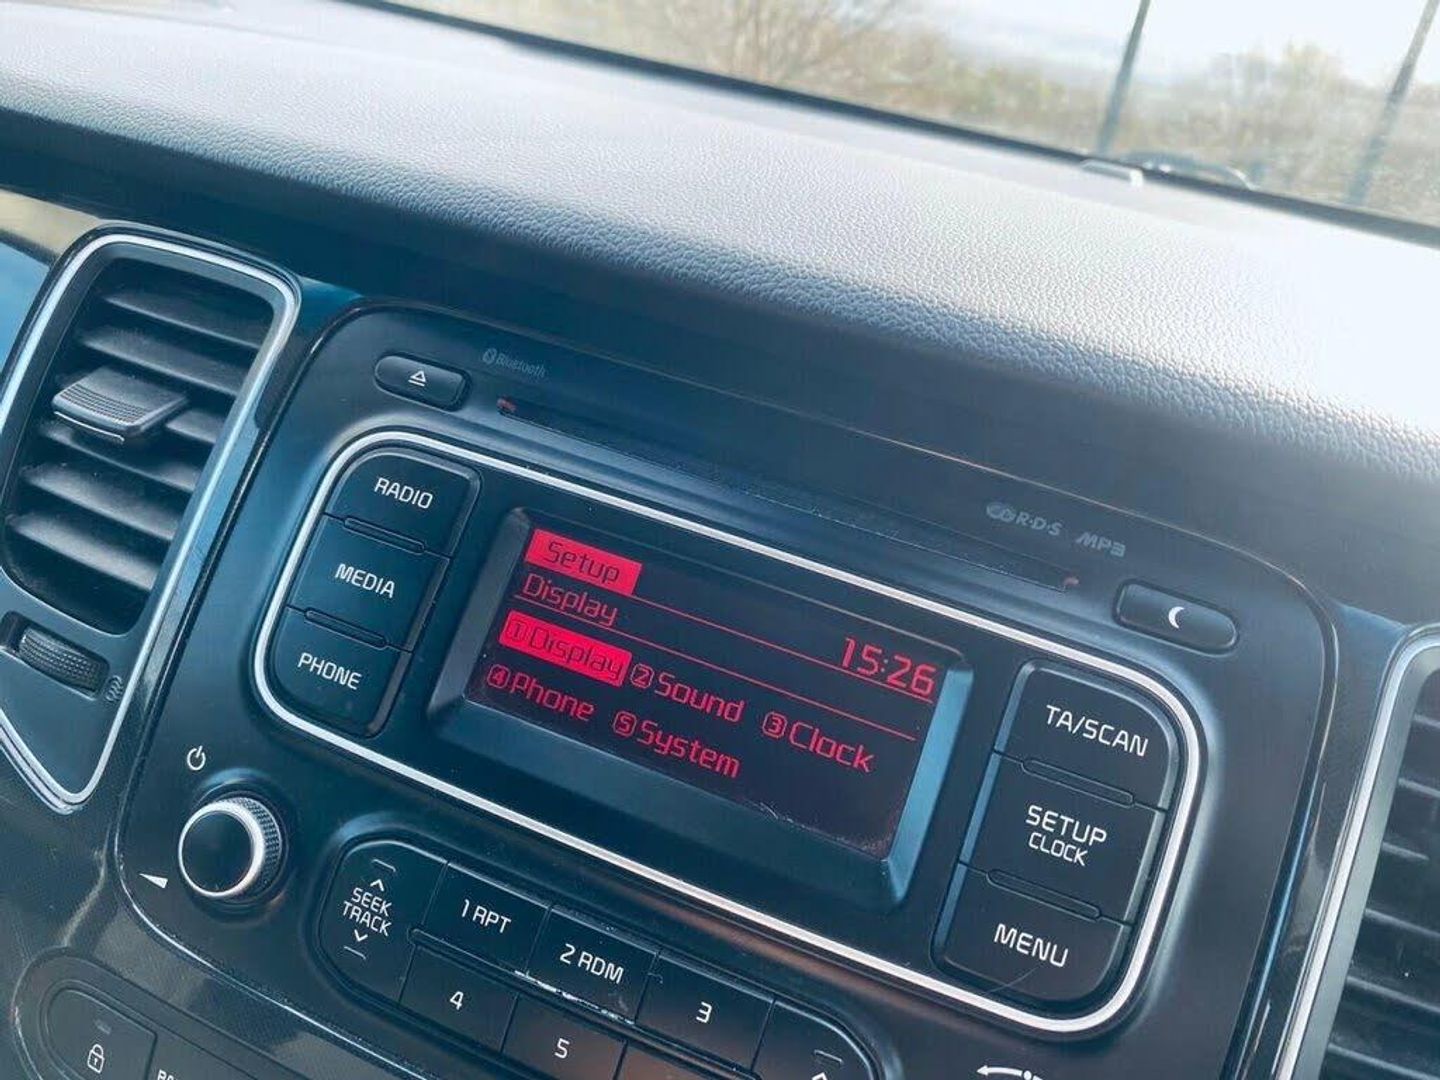 Bluetooth
R·D·S MP3
RADIO
MEDIA
PHONE
Setup
Display
15:26
①Display ②Sound ③Clock
④Phone ⑤System
TA/SCAN
SETUP
CLOCK
MENU
SEEK
TRACK
1 RPT
2 RDM
3
4
5